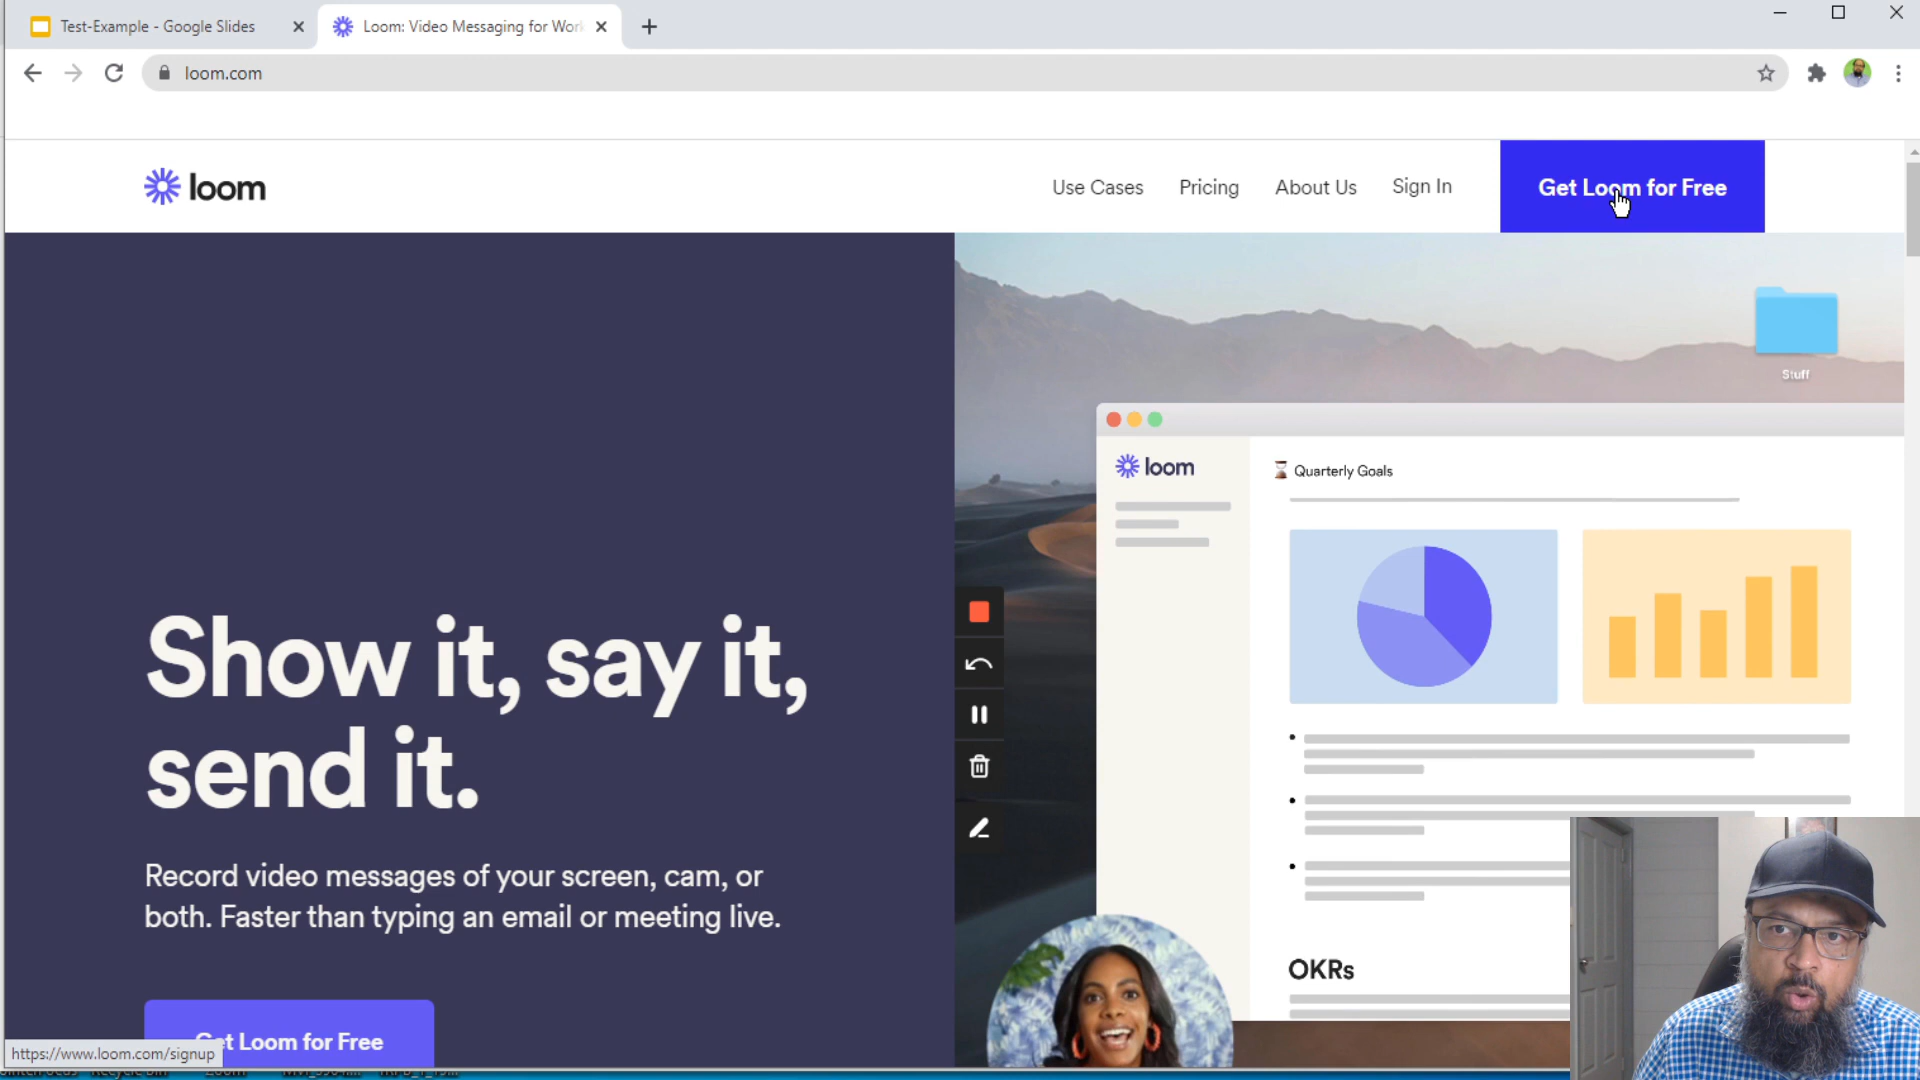 Test-Example - Google Slides
Loom: Video Messaging for Work
loom.com
loom
Use Cases
Pricing
About Us
Sign In
Get Loom for Free
Stuff
loom
Quarterly Goals
Show it, say it,
send it.
Record video messages of your screen, cam, or
both. Faster than typing an email or meeting live.
OKRs
Get Loom for Free
https://www.loom.com/signup